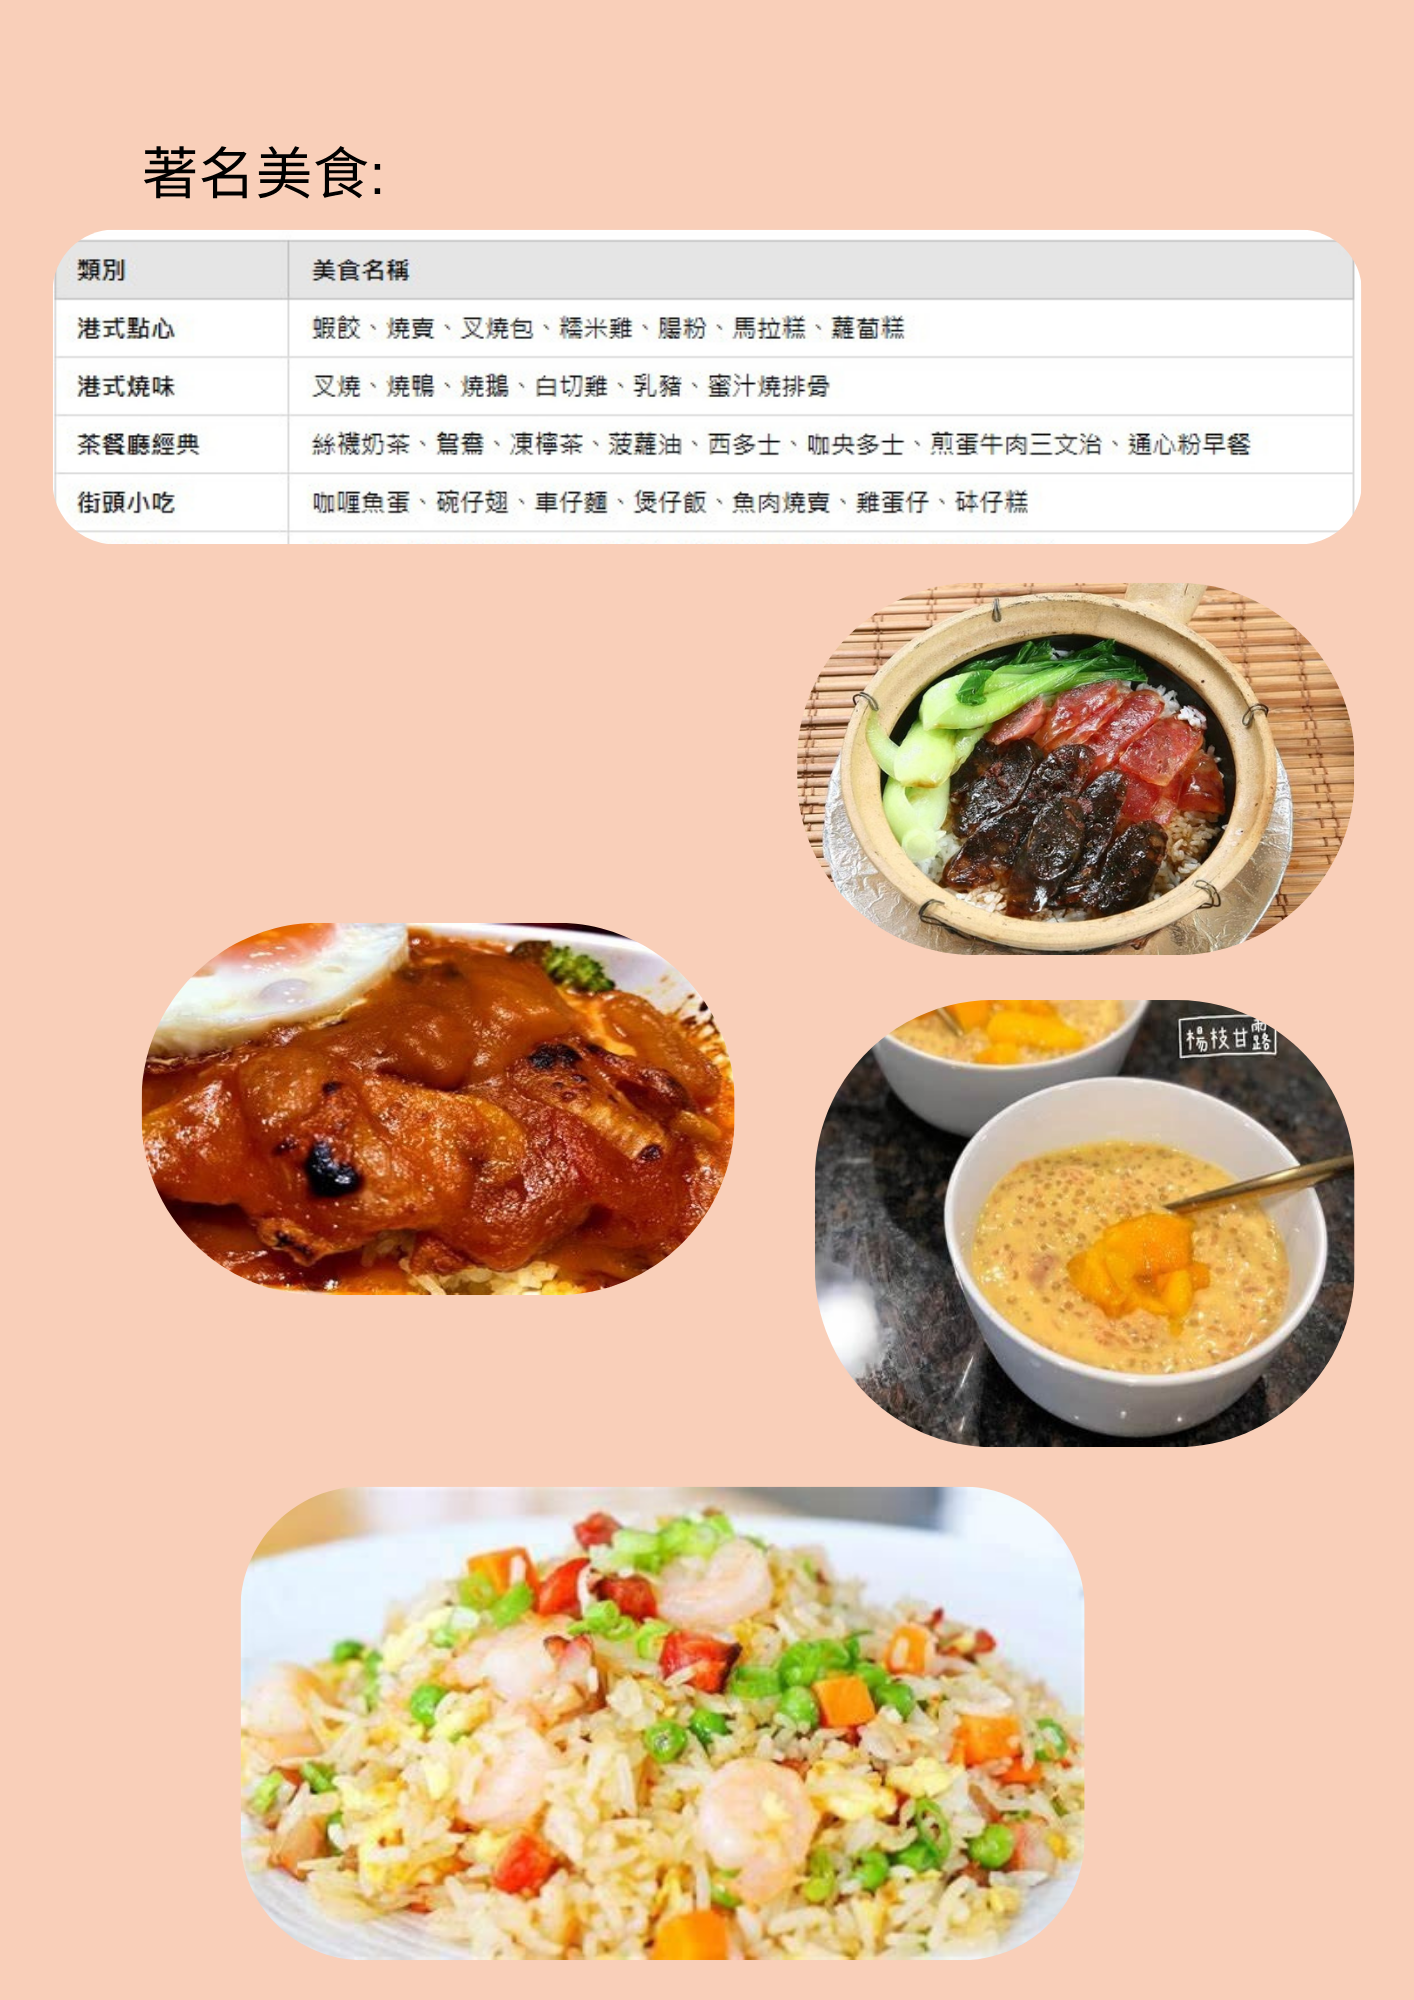 著名美食:
類別 美食名稱
港式點心 蝦餃、燒賣、叉燒包、糯米雞、腸粉、馬拉糕、蘿蔔糕
港式燒味 叉燒、燒鴨、燒鵝、白切雞、乳豬、蜜汁燒排骨
茶餐廳經典 絲襪奶茶、鴛鴦、凍檸茶、菠蘿油、西多士、咖央多士、煎蛋牛肉三文治、通心粉早餐
街頭小吃 咖喱魚蛋、碗仔翅、車仔麵、煲仔飯、魚肉燒賣、雞蛋仔、砵仔糕
楊枝甘露